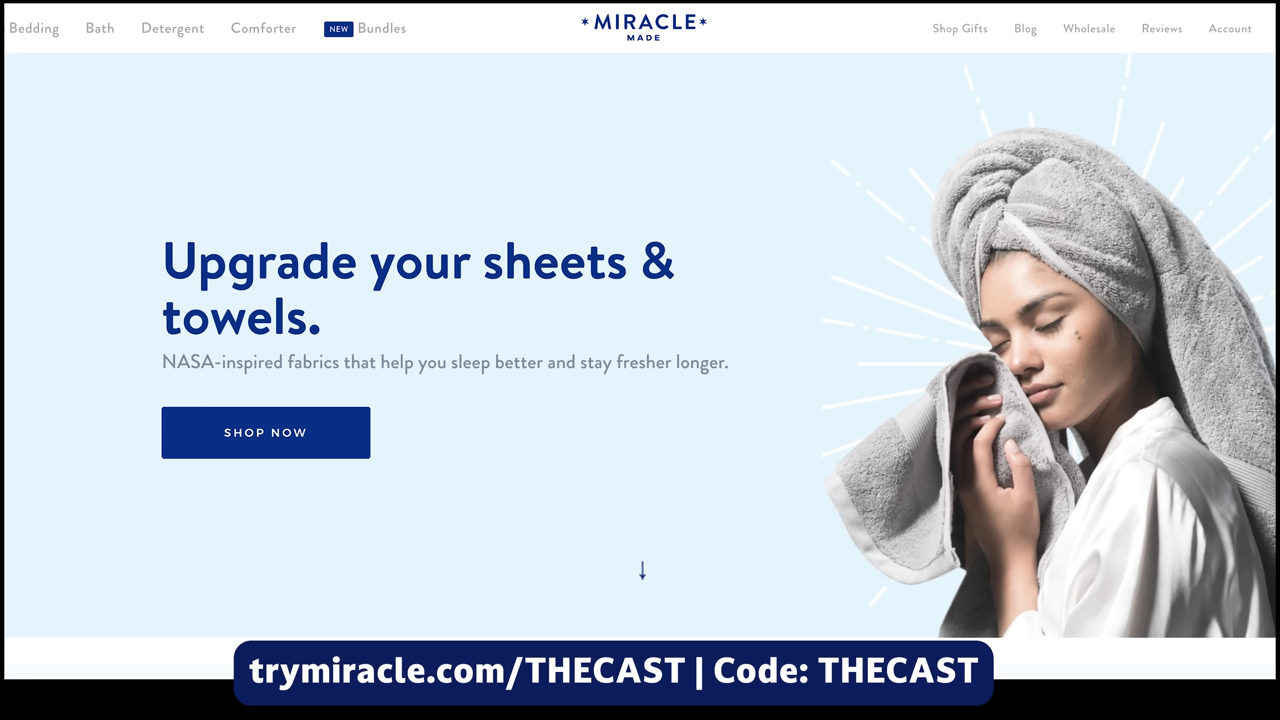 Bedding Bath Detergent Comforter NEW Bundles
MIRACLE
MADE
Shop Gifts Blog Wholesale Reviews Account
Upgrade your sheets &
towels.
NASA-inspired fabrics that help you sleep better and stay fresher longer.
SHOP NOW
trymiracle.com/THECAST | Code: THECAST